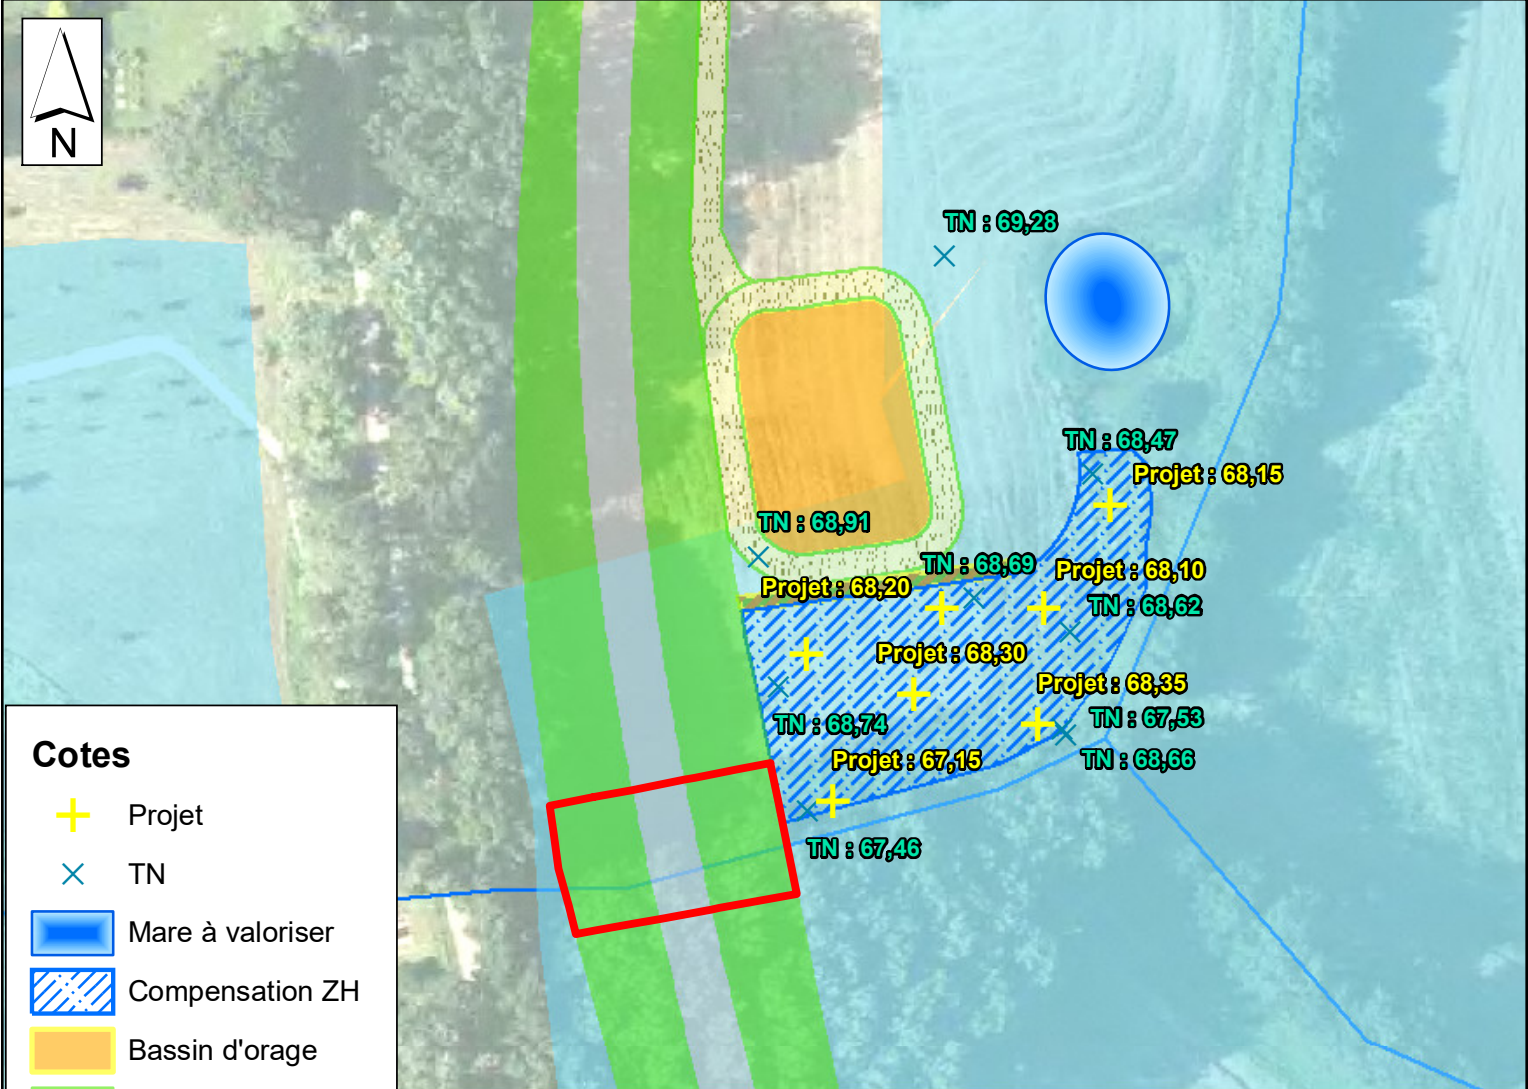 N
TN : 69,28
TN : 68,47
Projet : 68,15
TN : 68,91
TN : 68,69
Projet : 68,10
Projet : 68,20
TN : 68,62
Projet : 68,30
Projet : 68,35
TN : 67,53
TN : 68,74
TN : 68,66
Projet : 67,15
TN : 67,46
Cotes
Projet
TN
Mare à valoriser
Compensation ZH
Bassin d'orage